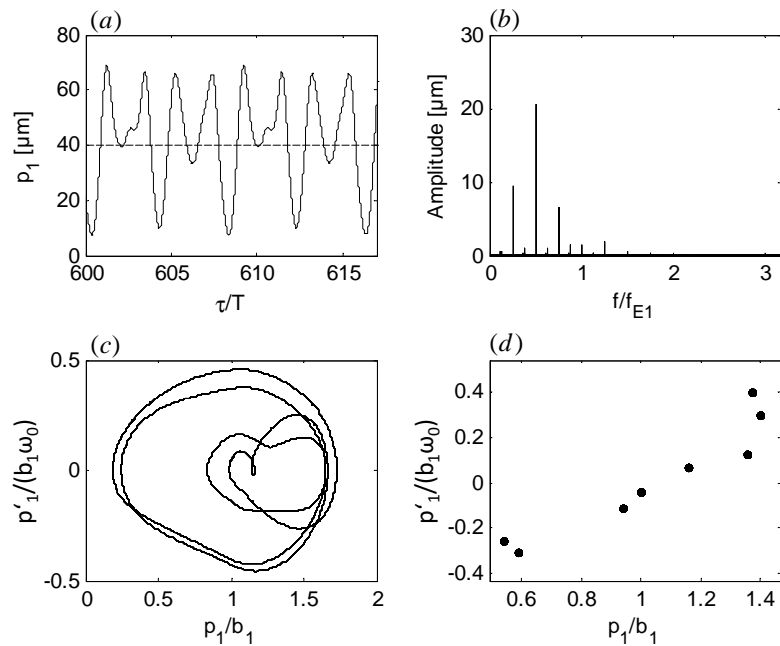 (a)
80
60
40
20
0
p1 [µm]
600
605
610
615
τ/T
(b)
30
20
10
0
Amplitude [µm]
0
1
2
3
f/fE1
(c)
0.5
0
-0.5
p'1/(b1ω0)
0
0.5
1
1.5
2
p1/b1
(d)
0.4
0.2
0
-0.2
-0.4
p'1/(b1ω0)
0.6
0.8
1
1.2
1.4
p1/b1